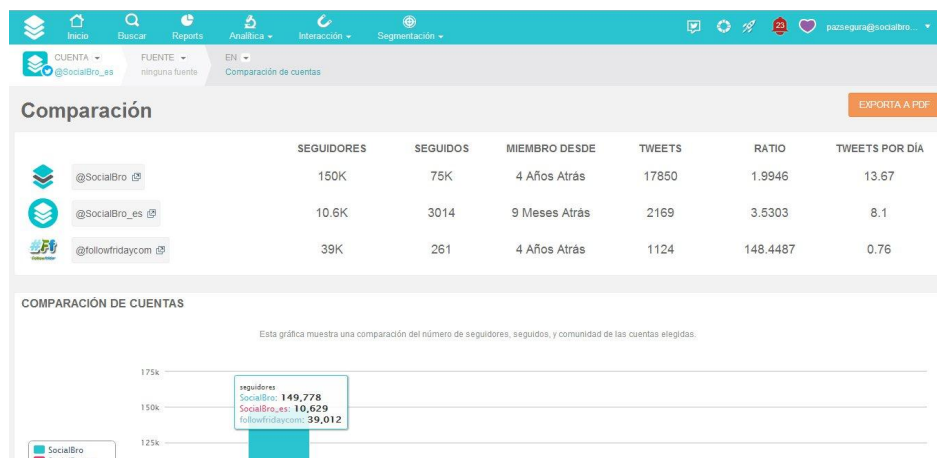 Inicio Buscar Reports Analítica Interacción Segmentación 23 pazsegura@socialbro...
CUENTA FUENTE EN
@SocialBro_es ninguna fuente Comparación de cuentas
Comparación EXPORTA A PDF
SEGUIDORES SEGUIDOS MIEMBRO DESDE TWEETS RATIO TWEETS POR DÍA
@SocialBro 150K 75K 4 Años Atrás 17850 1.9946 13.67
@SocialBro_es 10.6K 3014 9 Meses Atrás 2169 3.5303 8.1
@followfridaycom 39K 261 4 Años Atrás 1124 148.4487 0.76
COMPARACIÓN DE CUENTAS
Esta gráfica muestra una comparación del número de seguidores, seguidos, y comunidad de las cuentas elegidas.
175k
seguidores
SocialBro: 149,778
150k SocialBro_es: 10,629
followfridaycom: 39,012
125k
SocialBro